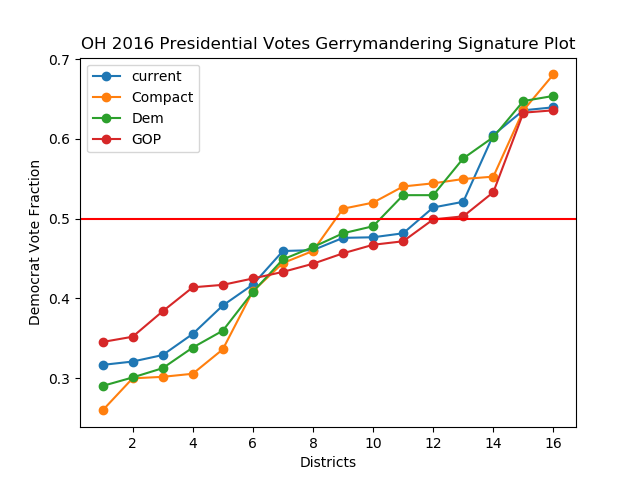 OH 2016 Presidential Votes Gerrymandering Signature Plot
current
Compact
Dem
GOP
0.7
0.6
0.5
0.4
0.3
Democrat Vote Fraction
2 4 6 8 10 12 14 16
Districts